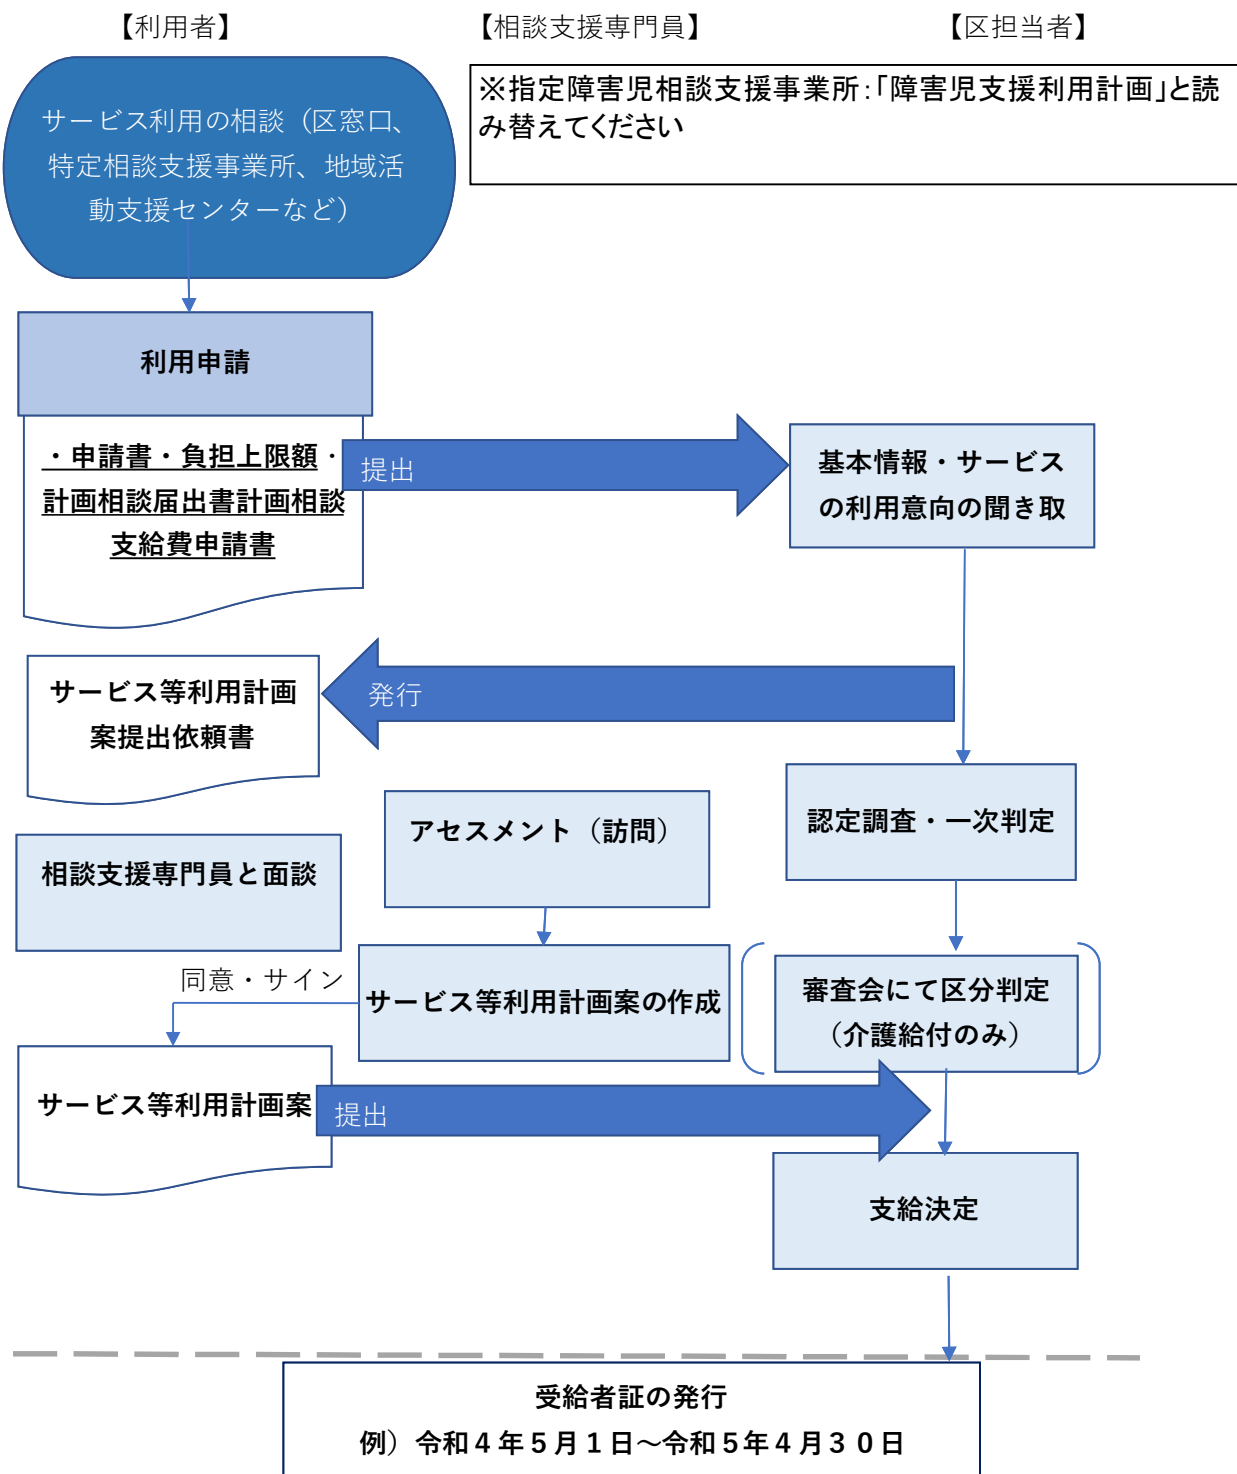 【利用者】
【相談支援専門員】
【区担当者】
サービス利用の相談（区窓口、
特定相談支援事業所、地域活
動支援センターなど）
※指定障害児相談支援事業所：「障害児支援利用計画」と読
み替えてください
利用申請
・申請書・負担上限額・
計画相談届出書計画相談
支給費申請書
提出
基本情報・サービス
の利用意向の聞き取
サービス等利用計画
案提出依頼書
発行
認定調査・一次判定
アセスメント（訪問）
相談支援専門員と面談
同意・サイン
サービス等利用計画案の作成
審査会にて区分判定
（介護給付のみ）
サービス等利用計画案
提出
支給決定
受給者証の発行
例）令和４年５月１日～令和５年４月３０日